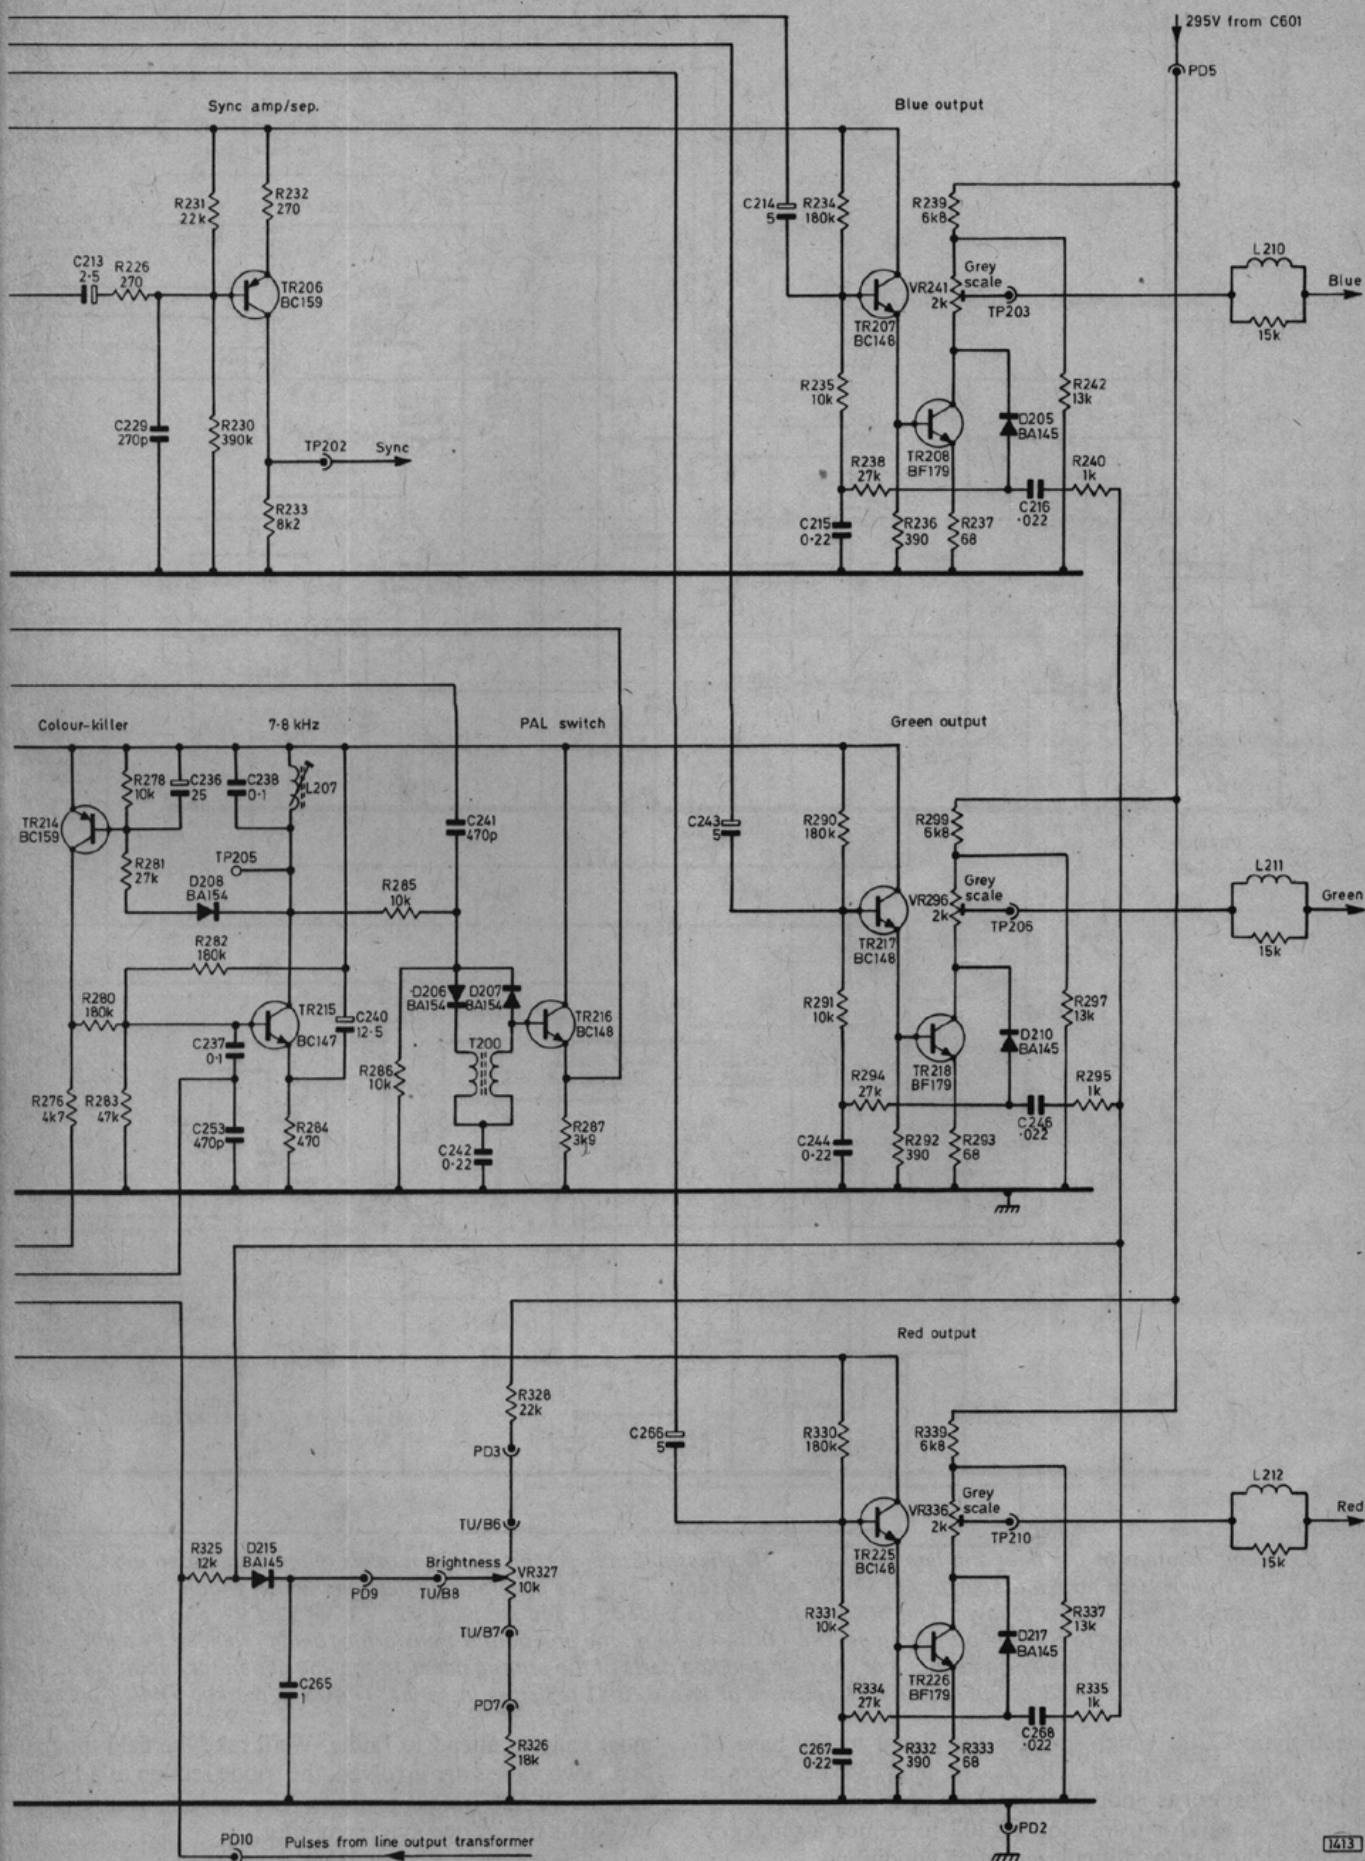 295V from C601
PD5
Sync amp/sep.
Blue output
R231
22k
R232
270
C214
5
R234
180k
R239
6k8
C213
2·5
R226
270
TR206
BC159
Grey
scale
VR241
2k
TP203
L210
15k
Blue
TR207
BC148
R235
10k
R242
13k
C229
270p
R230
390k
TP202
Sync
D205
BA145
TR208
BF179
R238
27k
R240
1k
C216
·022
R233
8k2
C215
0·22
R236
390
R237
68
Colour-killer
7·8 kHz
PAL switch
Green output
R278
10k
C236
25
C238
0·1
L207
TR214
BC159
C241
470p
C243
5
R290
180k
R299
6k8
R281
27k
TP205
D208
BA154
R285
10k
Grey
scale
VR296
2k
TP206
L211
15k
Green
TR217
BC148
R282
180k
R280
180k
TR215
BC147
C240
12·5
D206
BA154
D207
BA154
TR216
BC148
R291
10k
R297
13k
C237
0·1
T200
D210
BA145
TR218
BF179
R286
10k
R294
27k
R295
1k
C246
·022
R276
4k7
R283
47k
C253
470p
R284
470
C242
0·22
R287
3k9
C244
0·22
R292
390
R293
68
Red output
R328
22k
PD3
C266
5
R330
180k
R339
6k8
Grey
scale
VR336
2k
TP210
L212
15k
Red
TU/B6
R325
12k
D215
BA145
Brightness
VR327
10k
PD9
TU/B8
TR225
BC148
R331
10k
R337
13k
TU/B7
D217
BA145
TR226
BF179
C265
1
PD7
R334
27k
R335
1k
C268
·022
R326
18k
C267
0·22
R332
390
R333
68
PD10
Pulses from line output transformer
PD2
1413